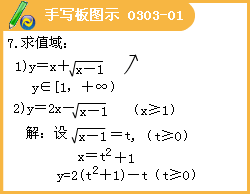 手写板图示 0303-01
7.求值域：
1)y=x+√x-1
y∈[1，+∞)
2)y=2x-√x-1 (x≥1)
解：设 √x-1=t, (t≥0)
x=t²+1
y=2(t²+1)-t (t≥0)